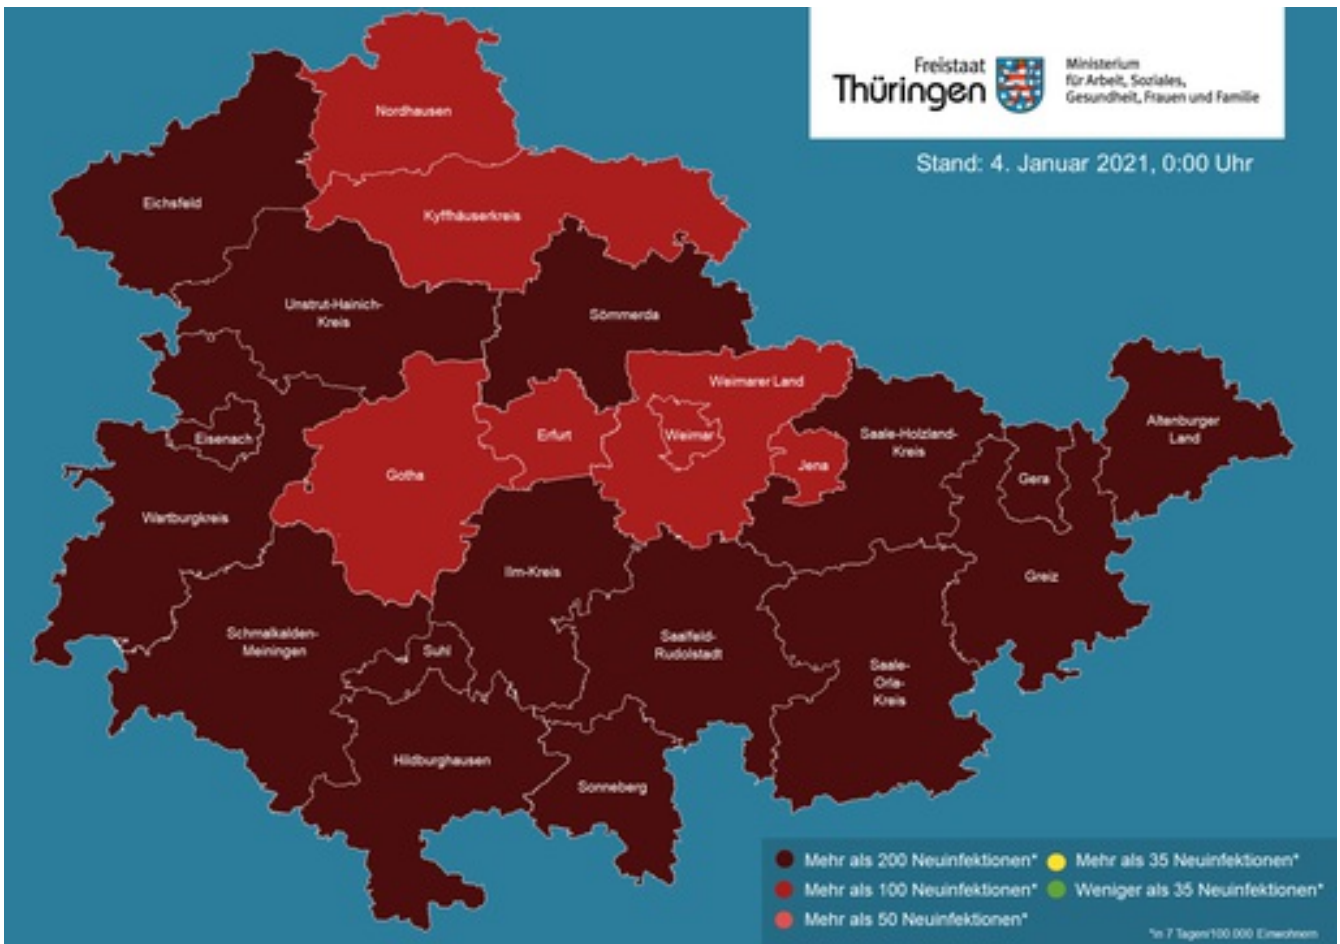 Freistaat
Thüringen
Ministerium
für Arbeit, Soziales,
Gesundheit, Frauen und Familie
Stand: 4. Januar 2021, 0:00 Uhr
Nordhausen
Eichsfeld
Kyffhäuserkreis
Unstrut-Hainich-
Kreis
Sömmerda
Weimarer Land
Altenburger
Land
Eisenach
Erfurt
Weimar
Saale-Holzland-
Kreis
Jena
Gotha
Gera
Wartburgkreis
Ilm-Kreis
Greiz
Schmalkalden-
Meiningen
Suhl
Saalfeld-
Rudolstadt
Saale-
Orla-
Kreis
Hildburghausen
Sonneberg
Mehr als 200 Neuinfektionen*
Mehr als 35 Neuinfektionen*
Mehr als 100 Neuinfektionen*
Weniger als 35 Neuinfektionen*
Mehr als 50 Neuinfektionen*
*in 7 Tagen/100.000 Einwohnern